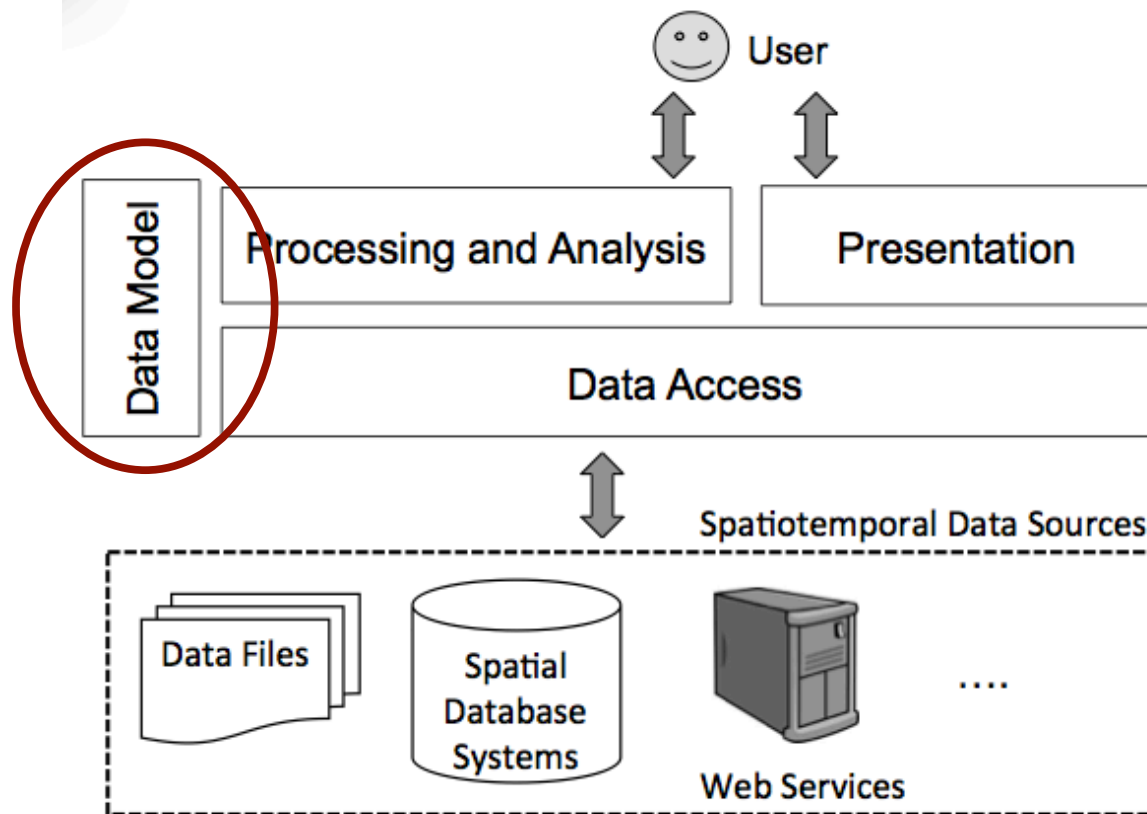 User
Data Model
Processing and Analysis
Presentation
Data Access
Spatiotemporal Data Sources
Data Files
Spatial
Database
Systems
....
Web Services